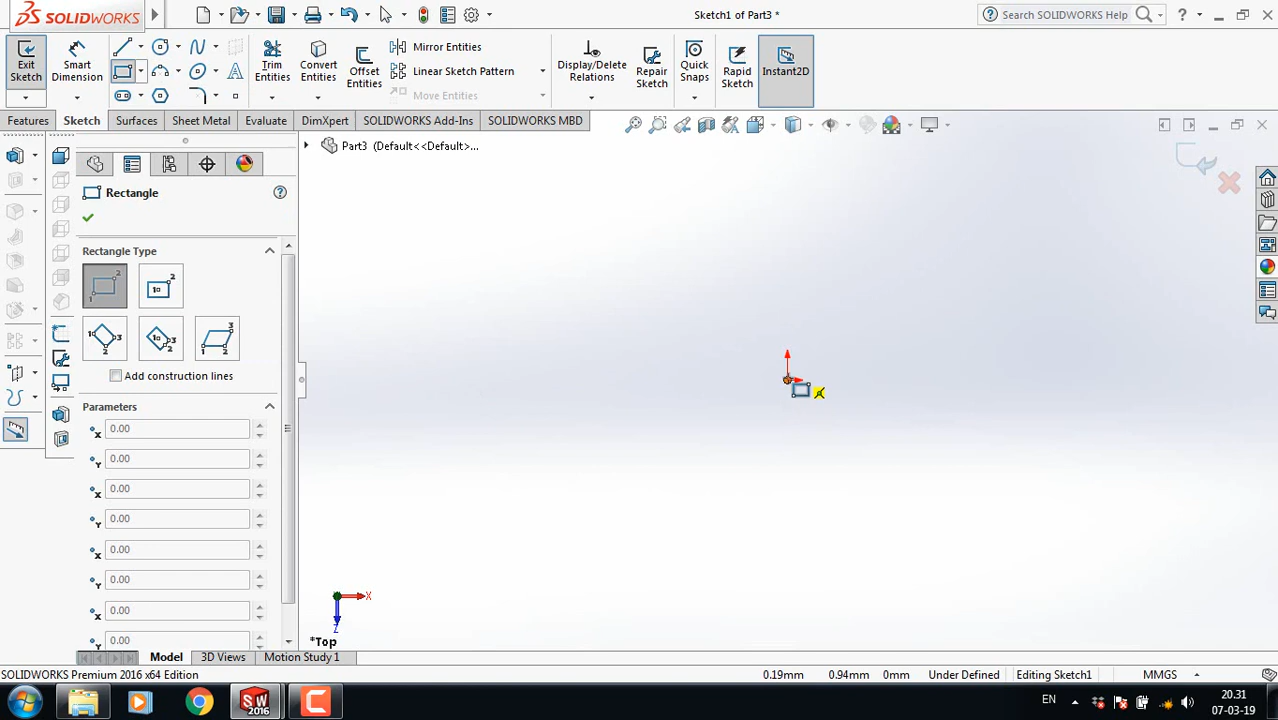 SOLIDWORKS
Sketch1 of Part3 *
Search SOLIDWORKS Help
Exit Sketch
Smart Dimension
Trim Entities
Convert Entities
Offset Entities
Mirror Entities
Linear Sketch Pattern
Move Entities
Display/Delete Relations
Repair Sketch
Quick Snaps
Rapid Sketch
Instant2D
Features
Sketch
Surfaces
Sheet Metal
Evaluate
DimXpert
SOLIDWORKS Add-Ins
SOLIDWORKS MBD
Part3 (Default<<Default>...
Rectangle
Rectangle Type
Add construction lines
Parameters
X 0.00
Y 0.00
X 0.00
Y 0.00
X 0.00
Y 0.00
X 0.00
Y 0.00
X
Z
*Top
Model
3D Views
Motion Study 1
SOLIDWORKS Premium 2016 x64 Edition
0.19mm
0.94mm
0mm
Under Defined
Editing Sketch1
MMGS
SW 2016
EN
20.31
07-03-19